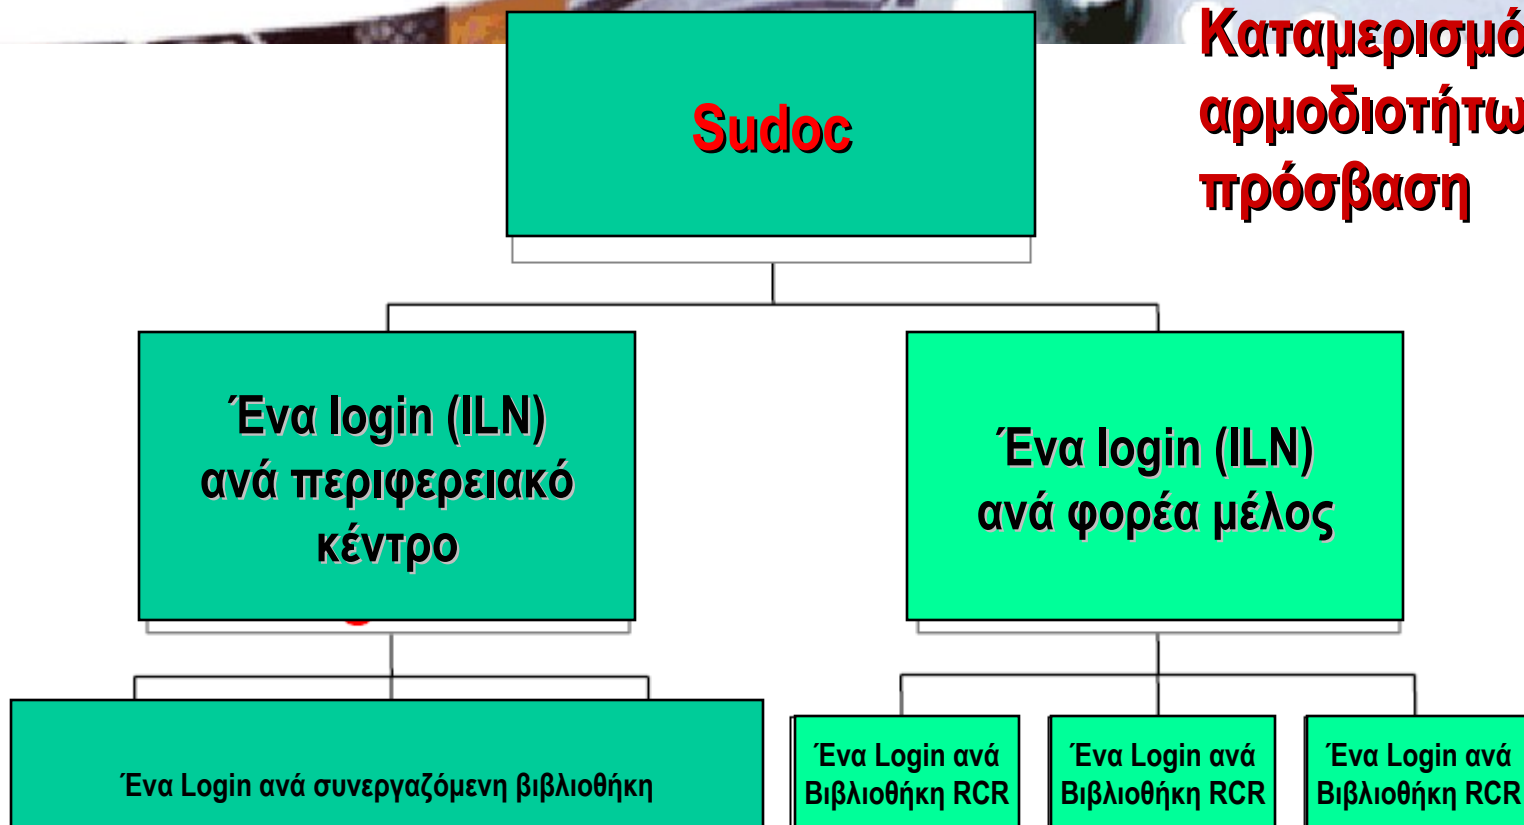 Καταμερισμό
αρμοδιοτήτω
πρόσβαση
Sudoc
Ένα login (ILN)
ανά περιφερειακό
κέντρο
Ένα login (ILN)
ανά φορέα μέλος
Ένα Login ανά συνεργαζόμενη βιβλιοθήκη
Ένα Login ανά
Βιβλιοθήκη RCR
Ένα Login ανά
Βιβλιοθήκη RCR
Ένα Login ανά
Βιβλιοθήκη RCR